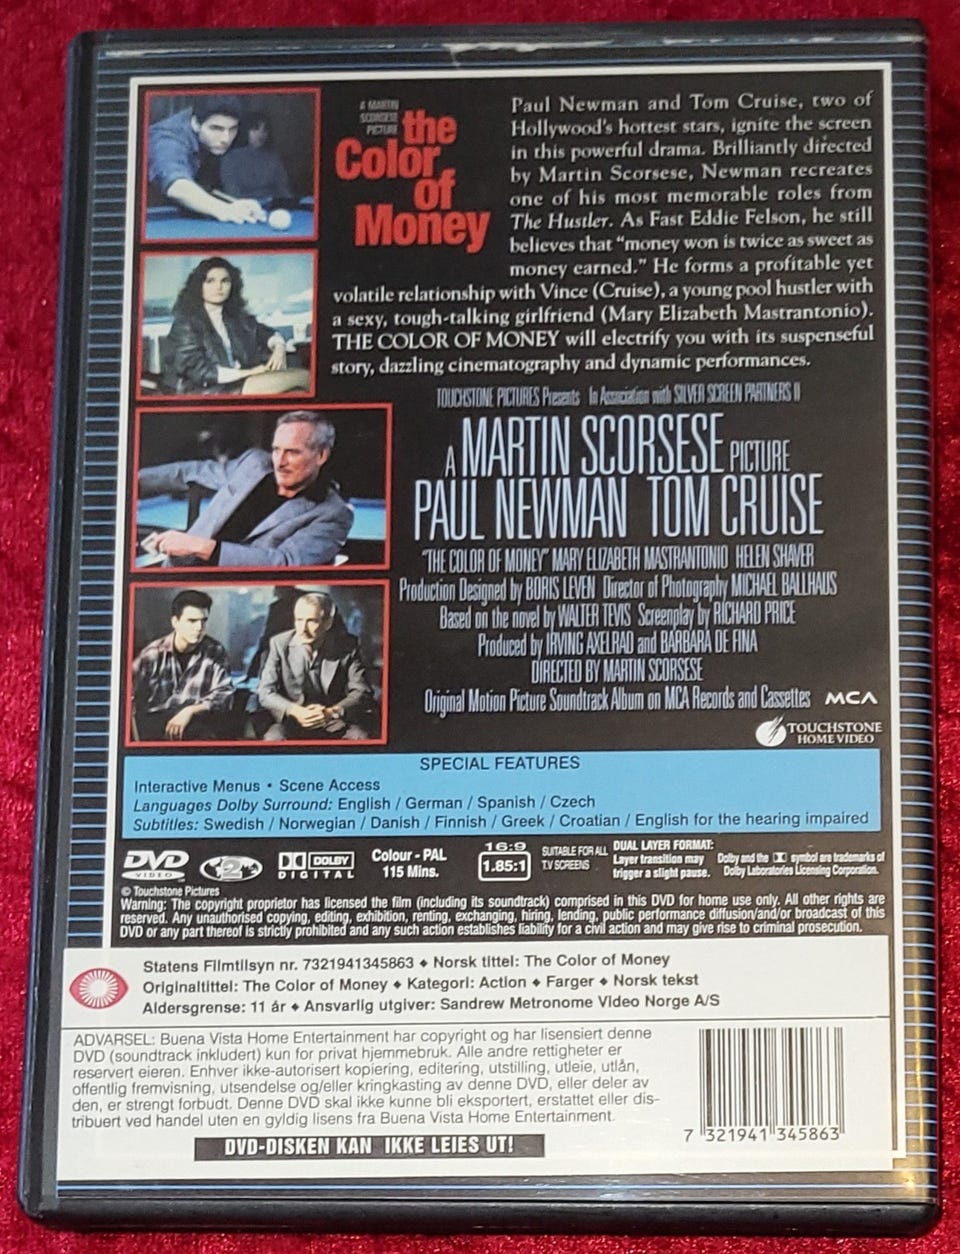 A MARTIN
SCORSESE
PICTURE
the
Color
of
Money
Paul Newman and Tom Cruise, two of
Hollywood's hottest stars, ignite the screen
in this powerful drama. Brilliantly directed
by Martin Scorsese, Newman recreates
one of his most memorable roles from
The Hustler. As Fast Eddie Felson, he still
believes that "money won is twice as sweet as
money earned." He forms a profitable yet
volatile relationship with Vince (Cruise), a young pool hustler with
a sexy, tough-talking girlfriend (Mary Elizabeth Mastrantonio).
THE COLOR OF MONEY will electrify you with its suspenseful
story, dazzling cinematography and dynamic performances.
TOUCHSTONE PICTURES Presents In Association with SILVER SCREEN PARTNERS II
A MARTIN SCORSESE PICTURE
PAUL NEWMAN TOM CRUISE
"THE COLOR OF MONEY" MARY ELIZABETH MASTRANTONIO HELEN SHAVER
Production Designed by BORIS LEVEN Director of Photography MICHAEL BALLHAUS
Based on the novel by WALTER TEVIS Screenplay by RICHARD PRICE
Produced by IRVING AXELRAD and BARBARA DE FINA
DIRECTED BY MARTIN SCORSESE
Original Motion Picture Soundtrack Album on MCA Records and Cassettes MCA
TOUCHSTONE
HOME VIDEO
SPECIAL FEATURES
Interactive Menus • Scene Access
Languages Dolby Surround: English / German / Spanish / Czech
Subtitles: Swedish / Norwegian / Danish / Finnish / Greek / Croatian / English for the hearing impaired
DVD
VIDEO
2
DOLBY
DIGITAL
Colour - PAL
115 Mins.
16:9
1.85:1
SUITABLE FOR ALL
T.V SCREENS
DUAL LAYER FORMAT:
Layer transition may
trigger a slight pause.
Dolby and the symbol are trademarks of
Dolby Laboratories Licensing Corporation.
© Touchstone Pictures
Warning: The copyright proprietor has licensed the film (including its soundtrack) comprised in this DVD for home use only. All other rights are
reserved. Any unauthorised copying, editing, exhibition, renting, exchanging, hiring, lending, public performance diffusion/and/or broadcast of this
DVD or any part thereof is strictly prohibited and any such action establishes liability for a civil action and may give rise to criminal prosecution.
Statens Filmtilsyn nr. 7321941345863 ◆ Norsk tittel: The Color of Money
Originaltittel: The Color of Money ◆ Kategori: Action ◆ Farger ◆ Norsk tekst
Aldersgrense: 11 år ◆ Ansvarlig utgiver: Sandrew Metronome Video Norge A/S
ADVARSEL: Buena Vista Home Entertainment har copyright og har lisensiert denne
DVD (soundtrack inkludert) kun for privat hjemmebruk. Alle andre rettigheter er
reservert eieren. Enhver ikke-autorisert kopiering, editering, utstilling, utleie, utlån,
offentlig fremvisning, utsendelse og/eller kringkasting av denne DVD, eller deler av
den, er strengt forbudt. Denne DVD skal ikke kunne bli eksportert, erstattet eller dis-
tribuert ved handel uten en gyldig lisens fra Buena Vista Home Entertainment.
DVD-DISKEN KAN IKKE LEIES UT!
7 321941 345863